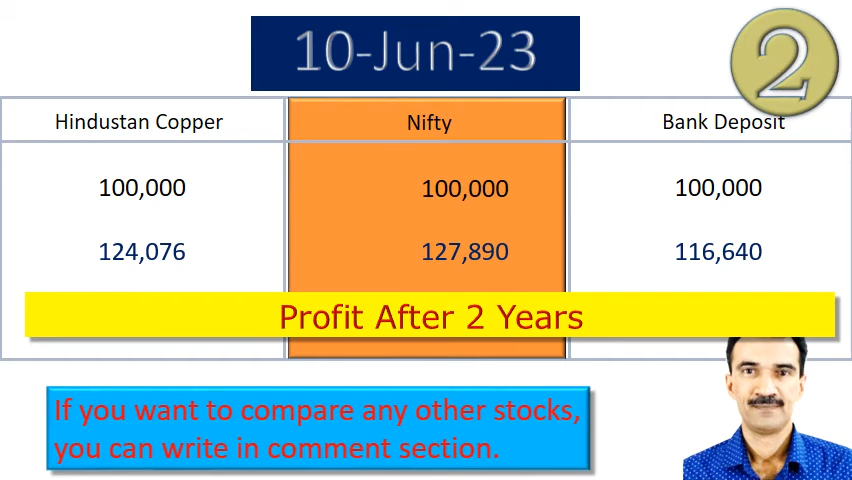 10-Jun-23
2
Hindustan Copper
Nifty
Bank Deposit
100,000
100,000
100,000
124,076
127,890
116,640
Profit After 2 Years
If you want to compare any other stocks,
you can write in comment section.